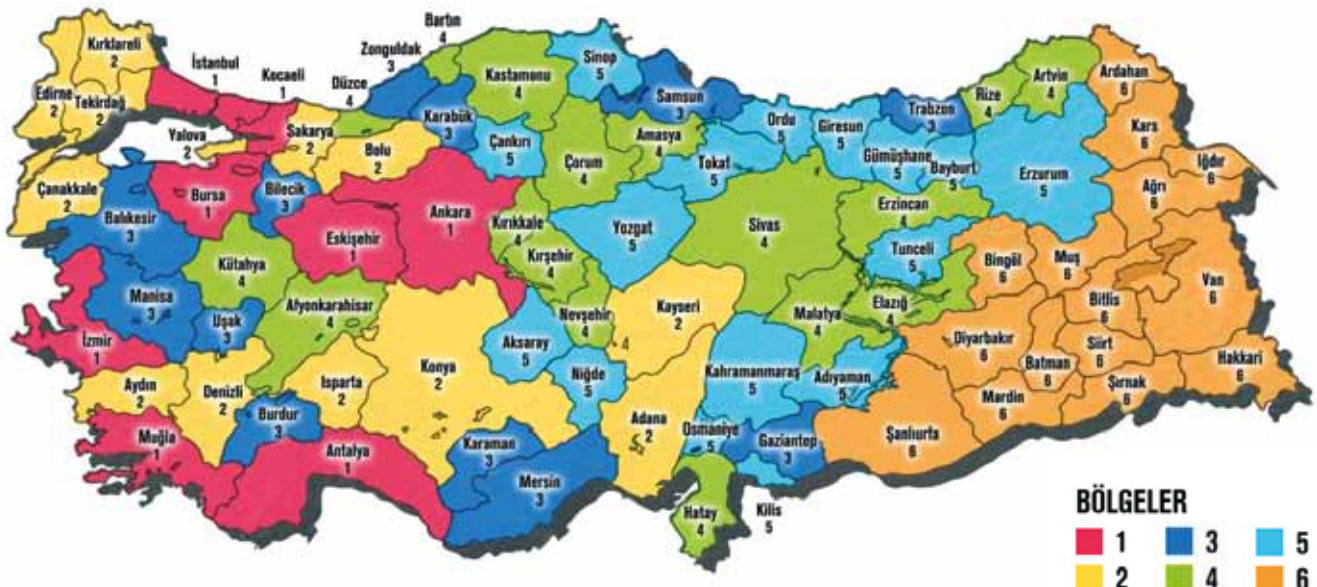 Kırklareli
2
Edirne
2
Tekirdağ
2
İstanbul
1
Kocaeli
1
Yalova
2
Sakarya
2
Düzce
4
Bolu
2
Zonguldak
3
Bartın
4
Karabük
3
Kastamonu
4
Sinop
5
Samsun
3
Çankırı
5
Çorum
4
Amasya
4
Tokat
5
Ordu
5
Giresun
5
Gümüşhane
5
Trabzon
3
Bayburt
5
Rize
4
Artvin
4
Ardahan
6
Kars
6
Iğdır
6
Ağrı
6
Erzurum
5
Erzincan
4
Çanakkale
2
Balıkesir
3
Bursa
1
Bilecik
3
Eskişehir
1
Ankara
1
Kırıkkale
4
Kırşehir
4
Yozgat
5
Sivas
4
Tunceli
5
Bingöl
6
Muş
6
Van
6
Bitlis
6
Kütahya
4
Manisa
3
Uşak
3
Afyonkarahisar
4
İzmir
1
Aydın
2
Denizli
2
Isparta
2
Burdur
3
Muğla
1
Antalya
1
Konya
2
Aksaray
5
Nevşehir
4
4
Niğde
5
Kayseri
2
Malatya
4
Elazığ
4
Diyarbakır
6
Batman
6
Siirt
6
Şırnak
6
Hakkari
6
Mardin
6
Şanlıurfa
6
Adıyaman
5
Kahramanmaraş
5
Adana
2
Osmaniye
5
Gaziantep
3
Karaman
3
Mersin
3
Hatay
4
Kilis
5
BÖLGELER
1 3 5
2 4 6